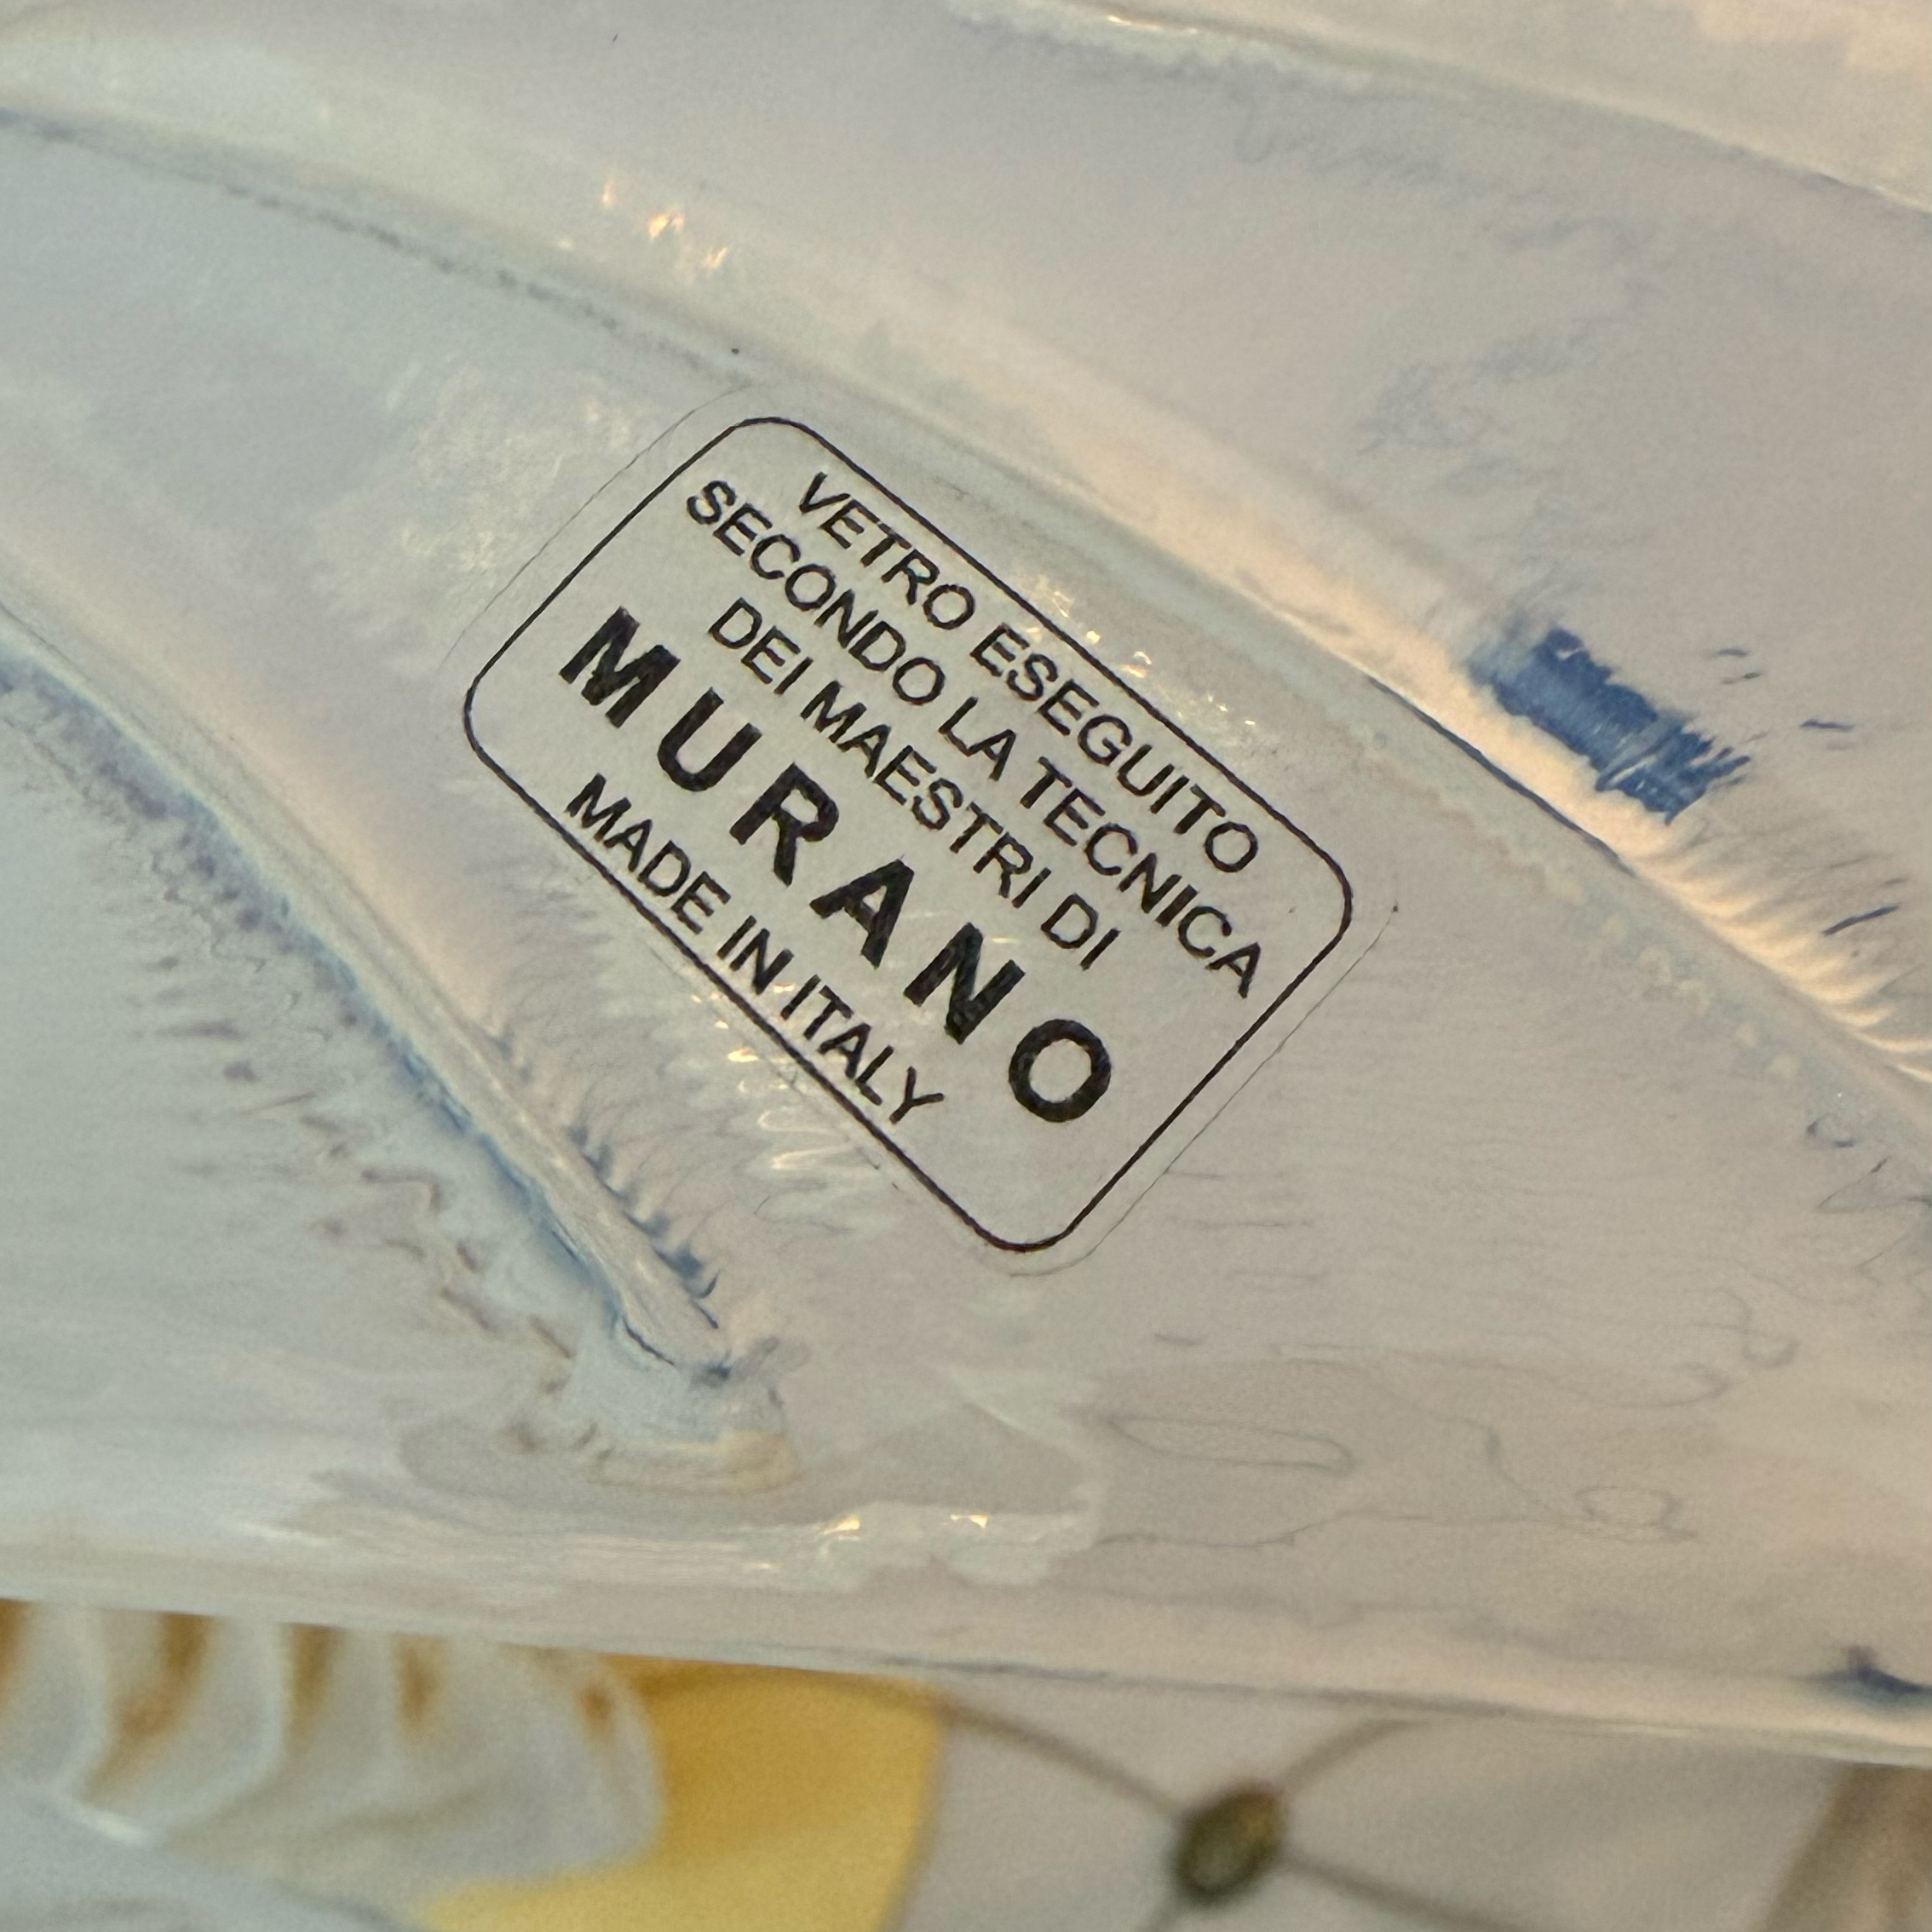 VETRO ESEGUITO
SECONDO LA TECNICA
DEI MAESTRI DI
MURANO
MADE IN ITALY